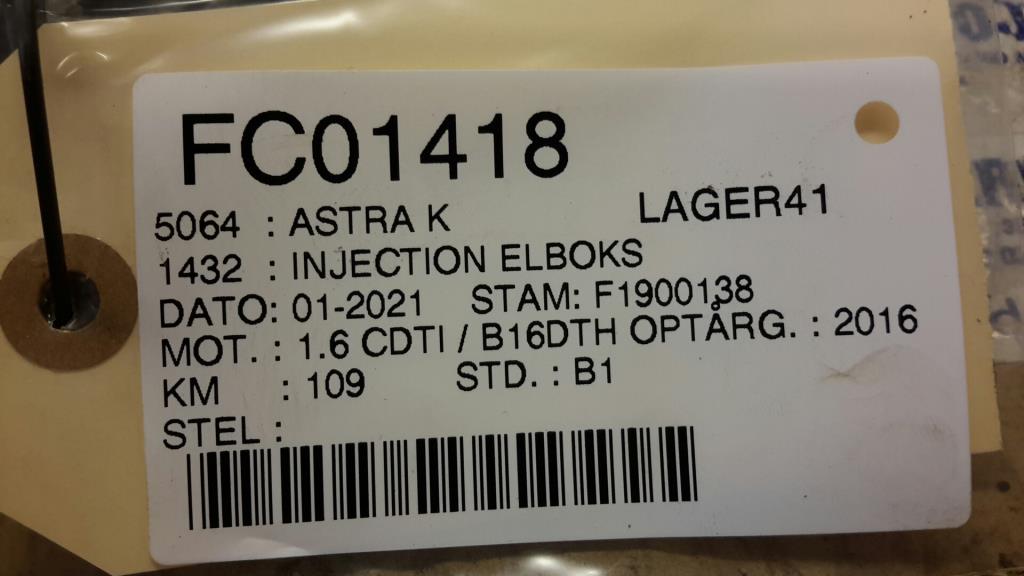 FC01418
5064 : ASTRA K LAGER41
1432 : INJECTION ELBOKS
DATO: 01-2021 STAM: F1900138
MOT. : 1.6 CDTI / B16DTH OPTÅRG. : 2016
KM : 109 STD. : B1
STEL :